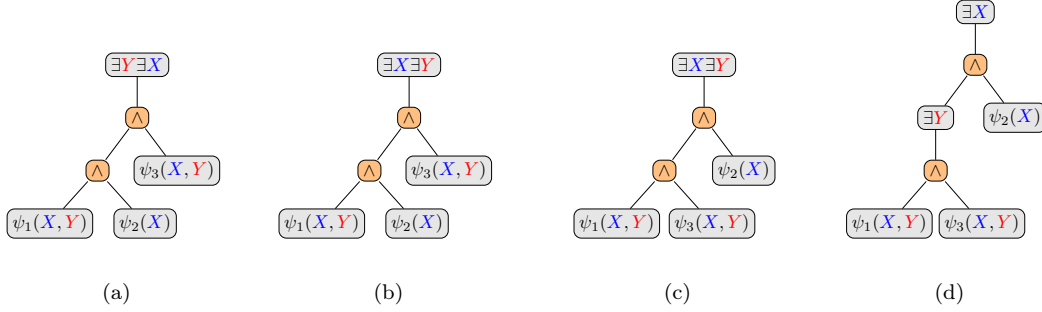 ∃Y∃X
∧
∧
ψ₃(X, Y)
ψ₁(X, Y)
ψ₂(X)
(a)
∃X∃Y
∧
∧
ψ₃(X, Y)
ψ₁(X, Y)
ψ₂(X)
(b)
∃X∃Y
∧
∧
ψ₂(X)
ψ₁(X, Y)
ψ₃(X, Y)
(c)
∃X
∧
∃Y
ψ₂(X)
∧
ψ₁(X, Y)
ψ₃(X, Y)
(d)